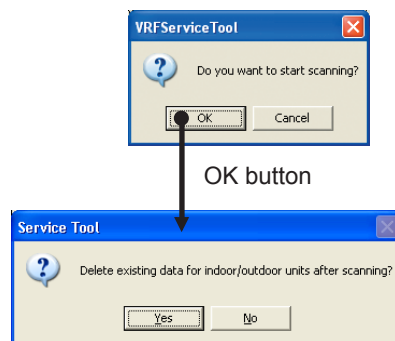 VRFServiceTool
Do you want to start scanning?
OK
Cancel
OK button
Service Tool
Delete existing data for indoor/outdoor units after scanning?
Yes
No